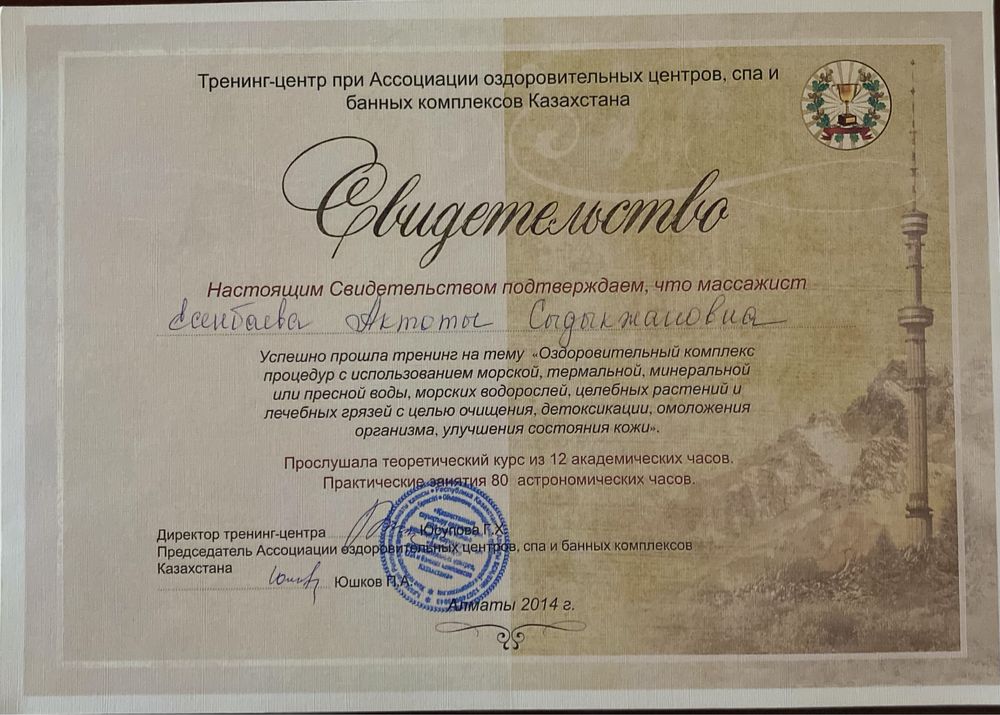 Тренинг-центр при Ассоциации оздоровительных центров, спа и
банных комплексов Казахстана
Свидетельство
Настоящим Свидетельством подтверждаем, что массажист
Есенбаева Актоты Сыдыкжановна
Успешно прошла тренинг на тему «Оздоровительный комплекс
процедур с использованием морской, термальной, минеральной
или пресной воды, морских водорослей, целебных растений и
лечебных грязей с целью очищения, детоксикации, омоложения
организма, улучшения состояния кожи».
Прослушала теоретический курс из 12 академических часов.
Практические занятия 80 астрономических часов.
Директор тренинг-центра Юсупова Г.Х.
Председатель Ассоциации оздоровительных центров, спа и банных комплексов
Казахстана Юшков П.А.
Алматы 2014 г.